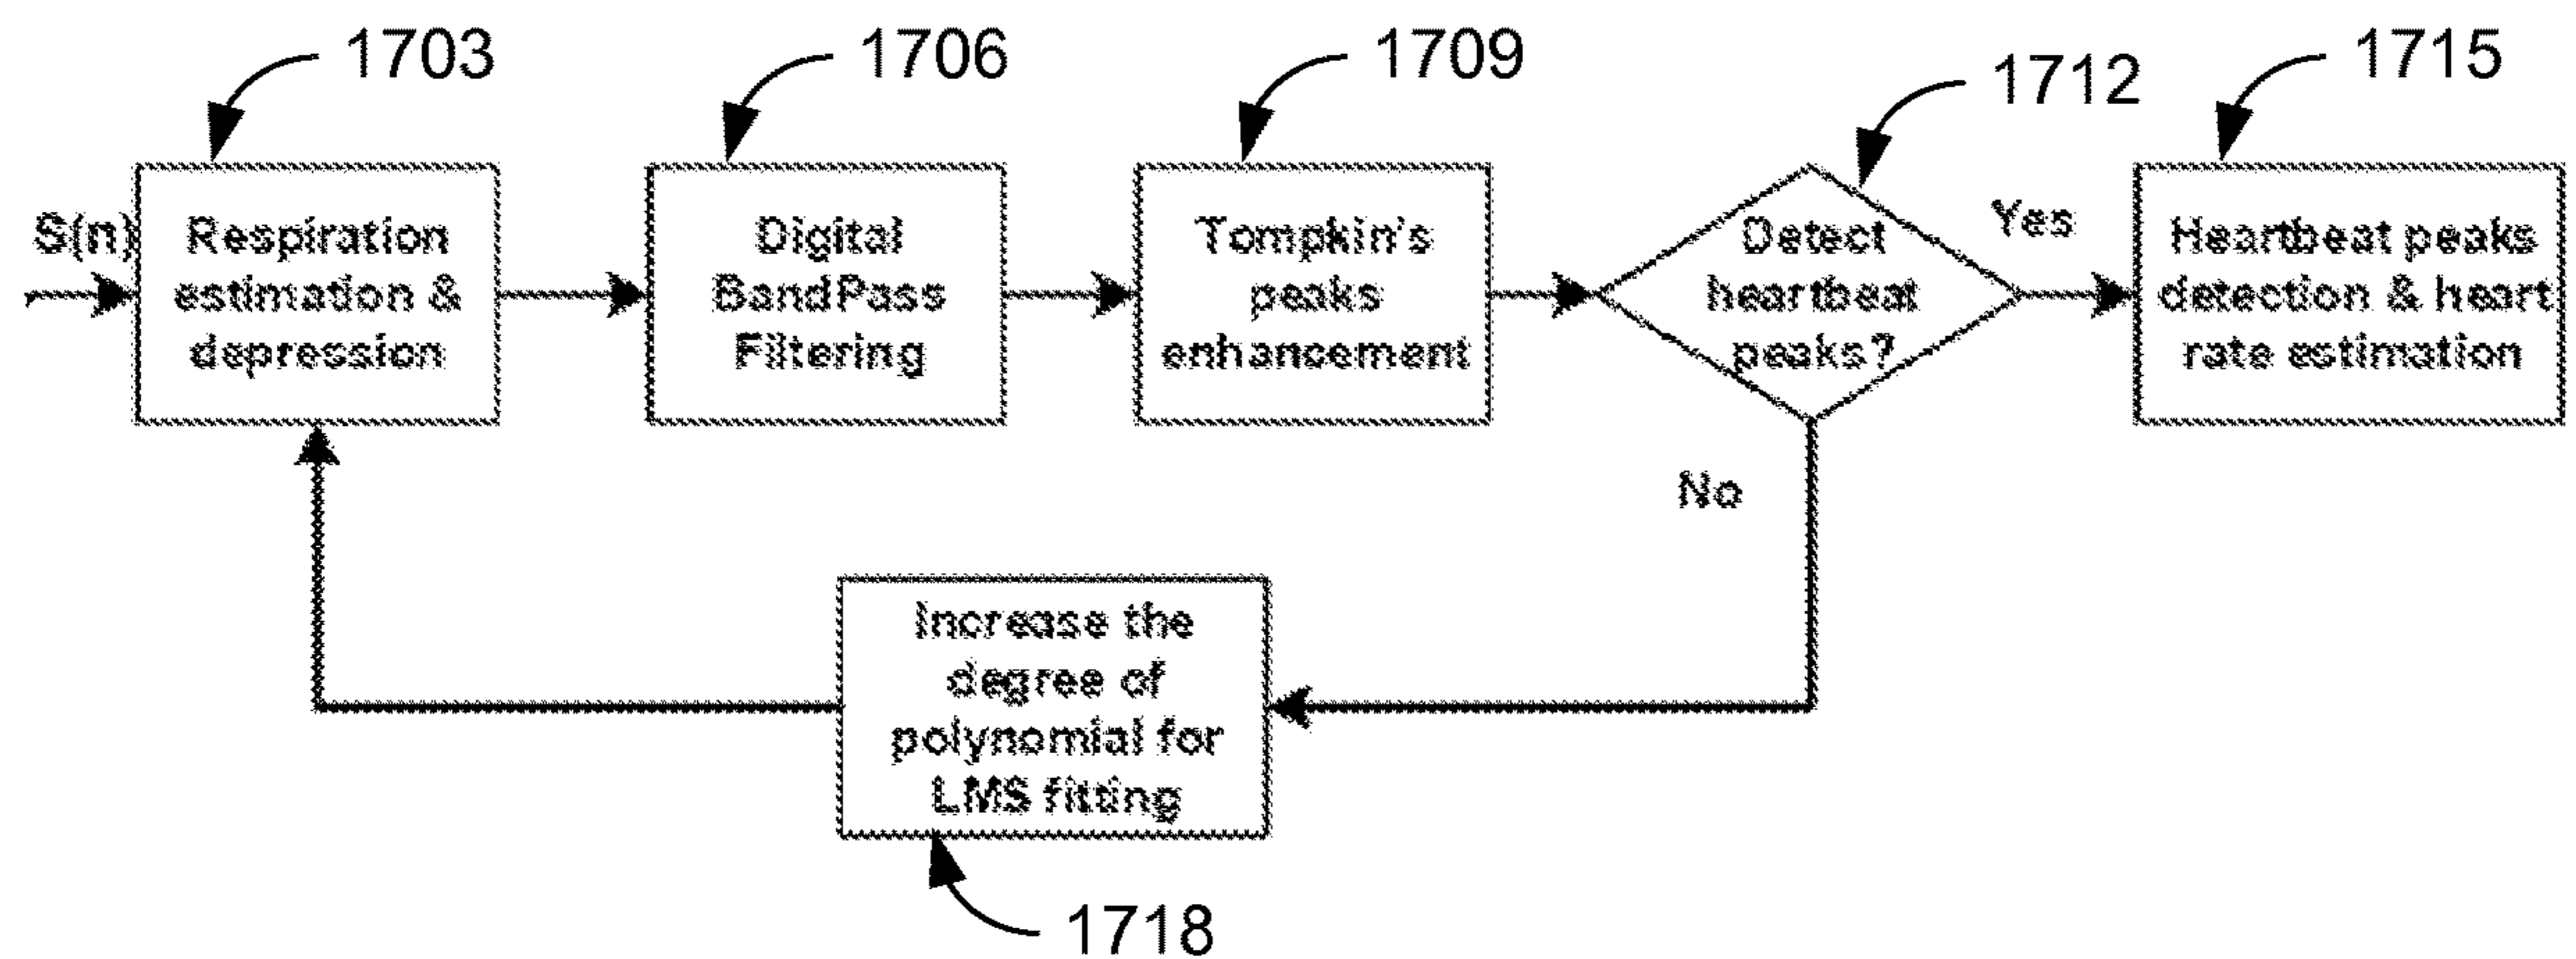 1703
1706
1709
1712
1715
S(n)
Respiration
estimation &
depression
Digital
BandPass
Filtering
Tompkin's
peaks
enhancement
Detect
heartbeat
peaks?
Yes
Heartbeat peaks
detection & heart
rate estimation
No
Increase the
degree of
polynomial for
LMS fitting
1718